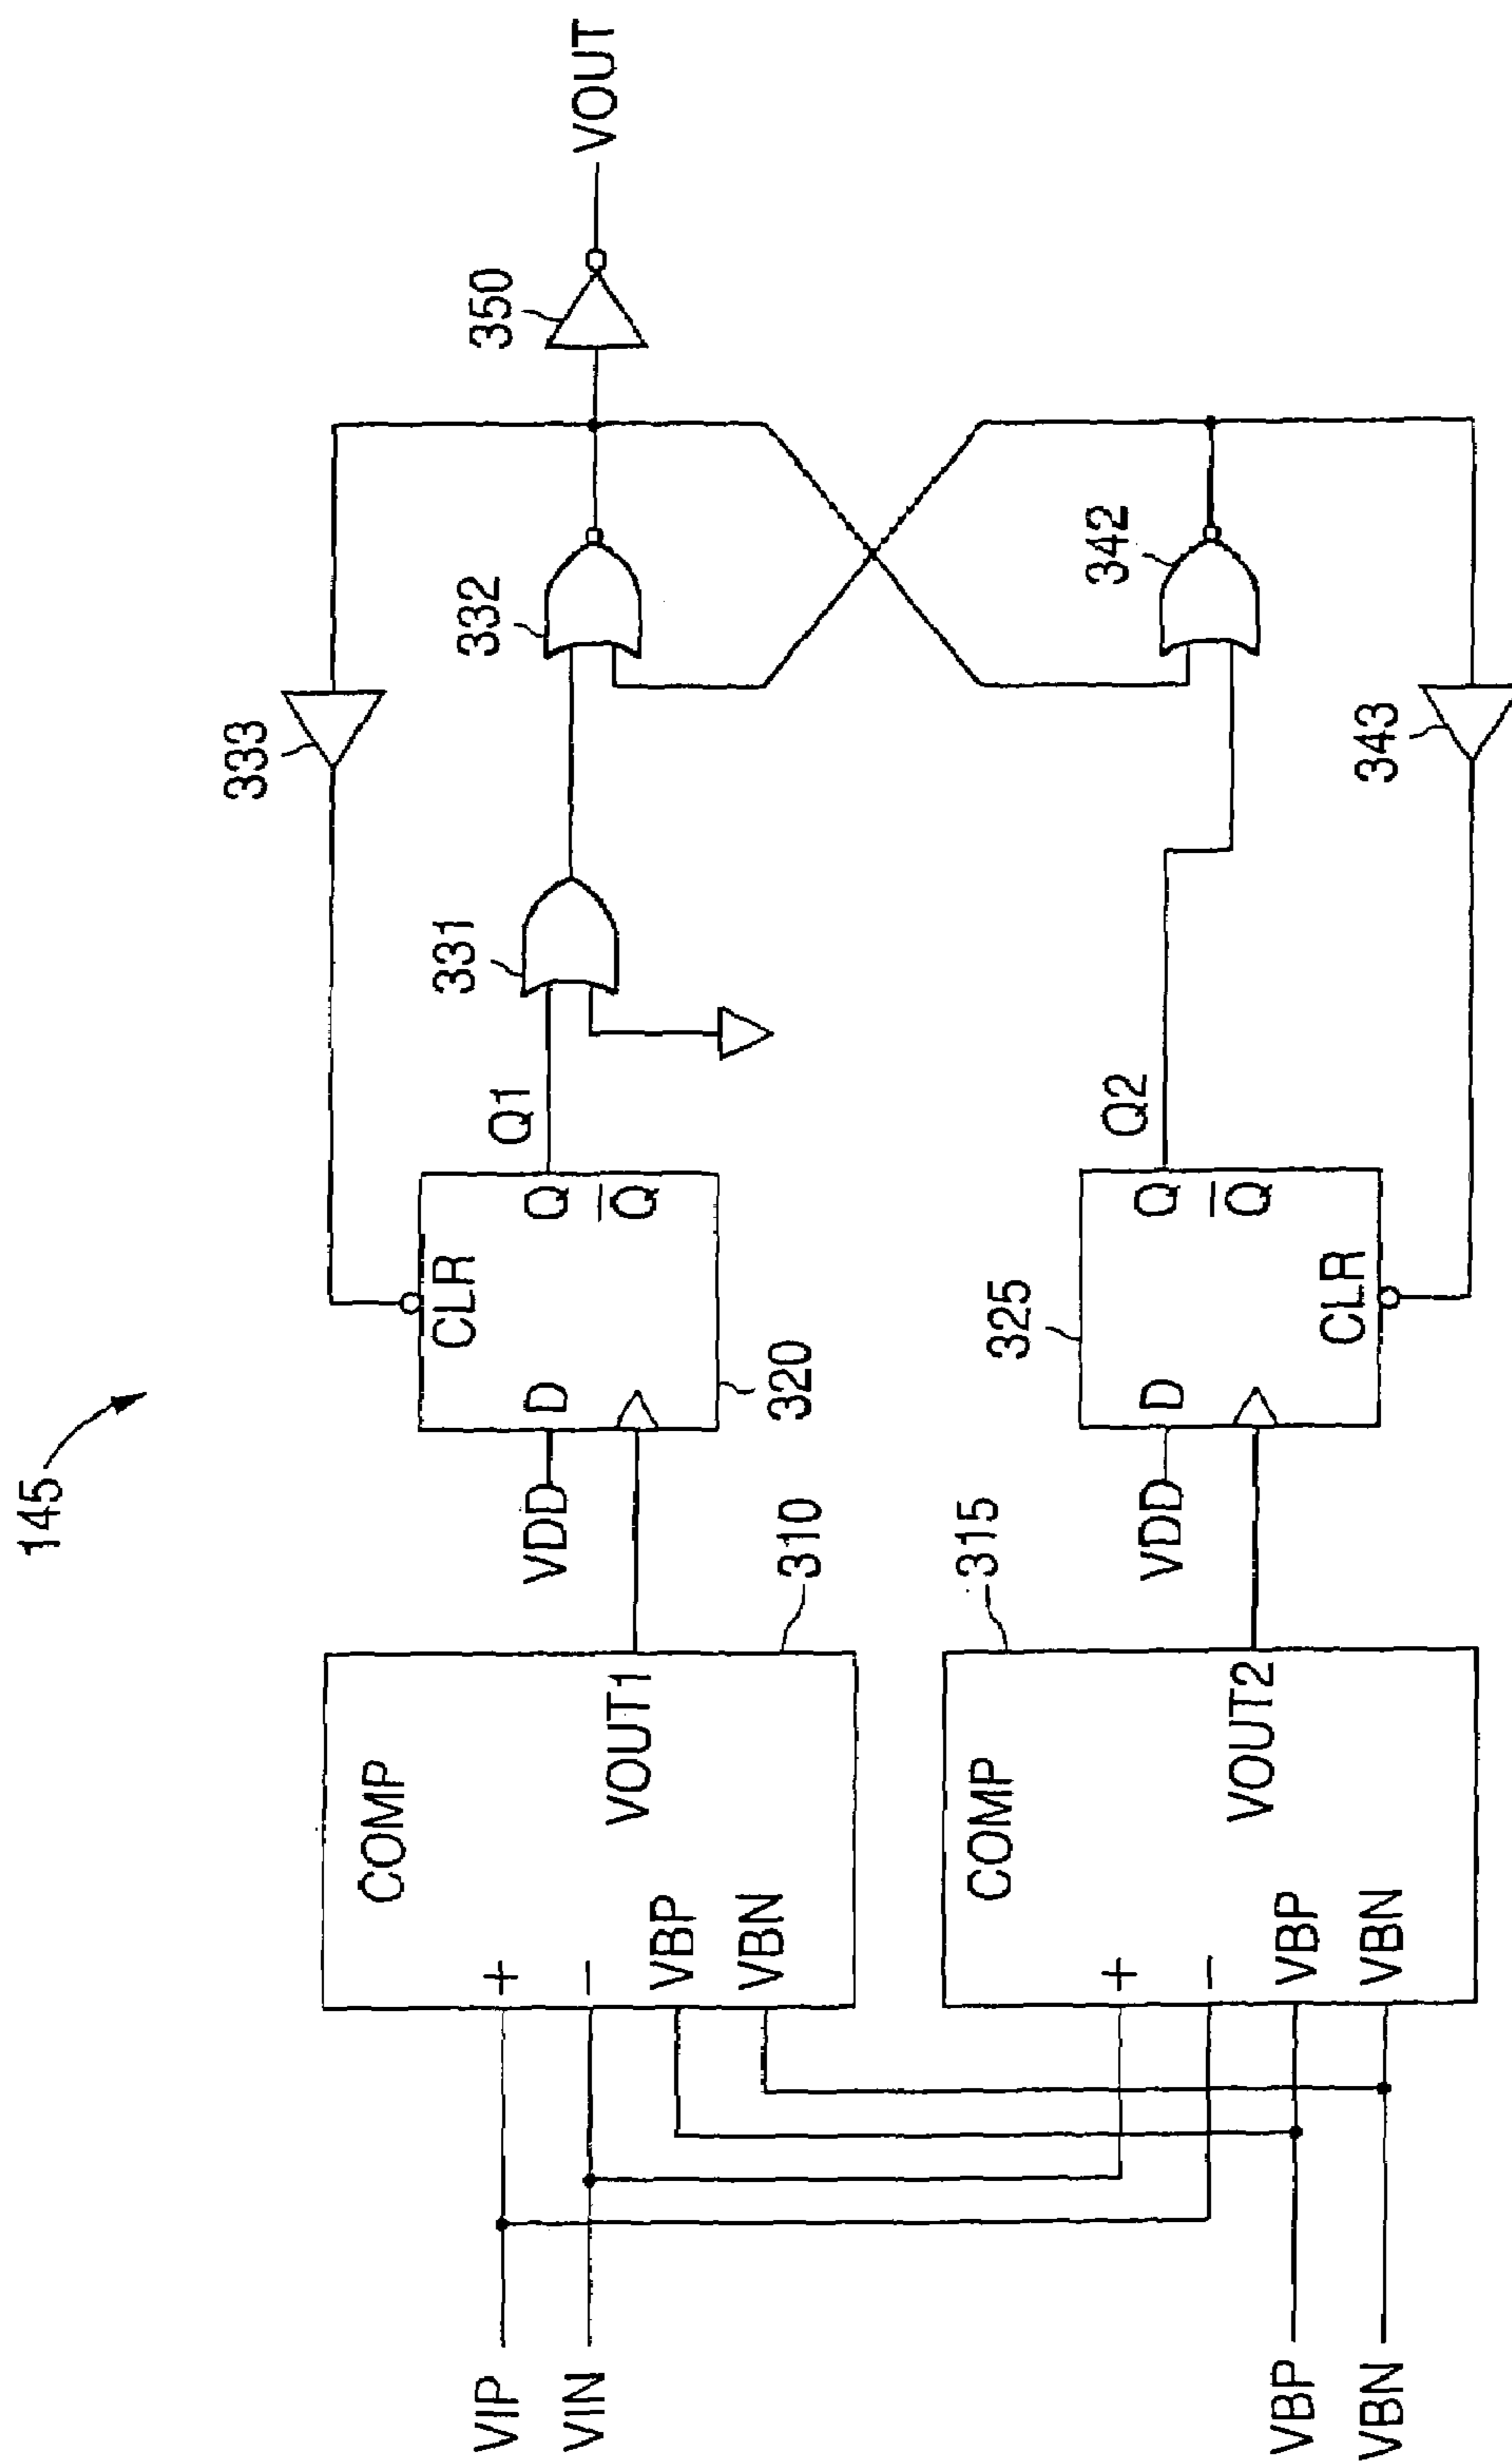 145
VIP
VIN
VBP
VBN
+
−
VBP
VBN
COMP
VOUT1
310
+
−
VBP
VBN
COMP
VOUT2
315
VDD
D
CLR
Q
Q̅
320
Q1
VDD
D
CLR
Q
Q̅
325
Q2
331
333
332
342
343
350
VOUT